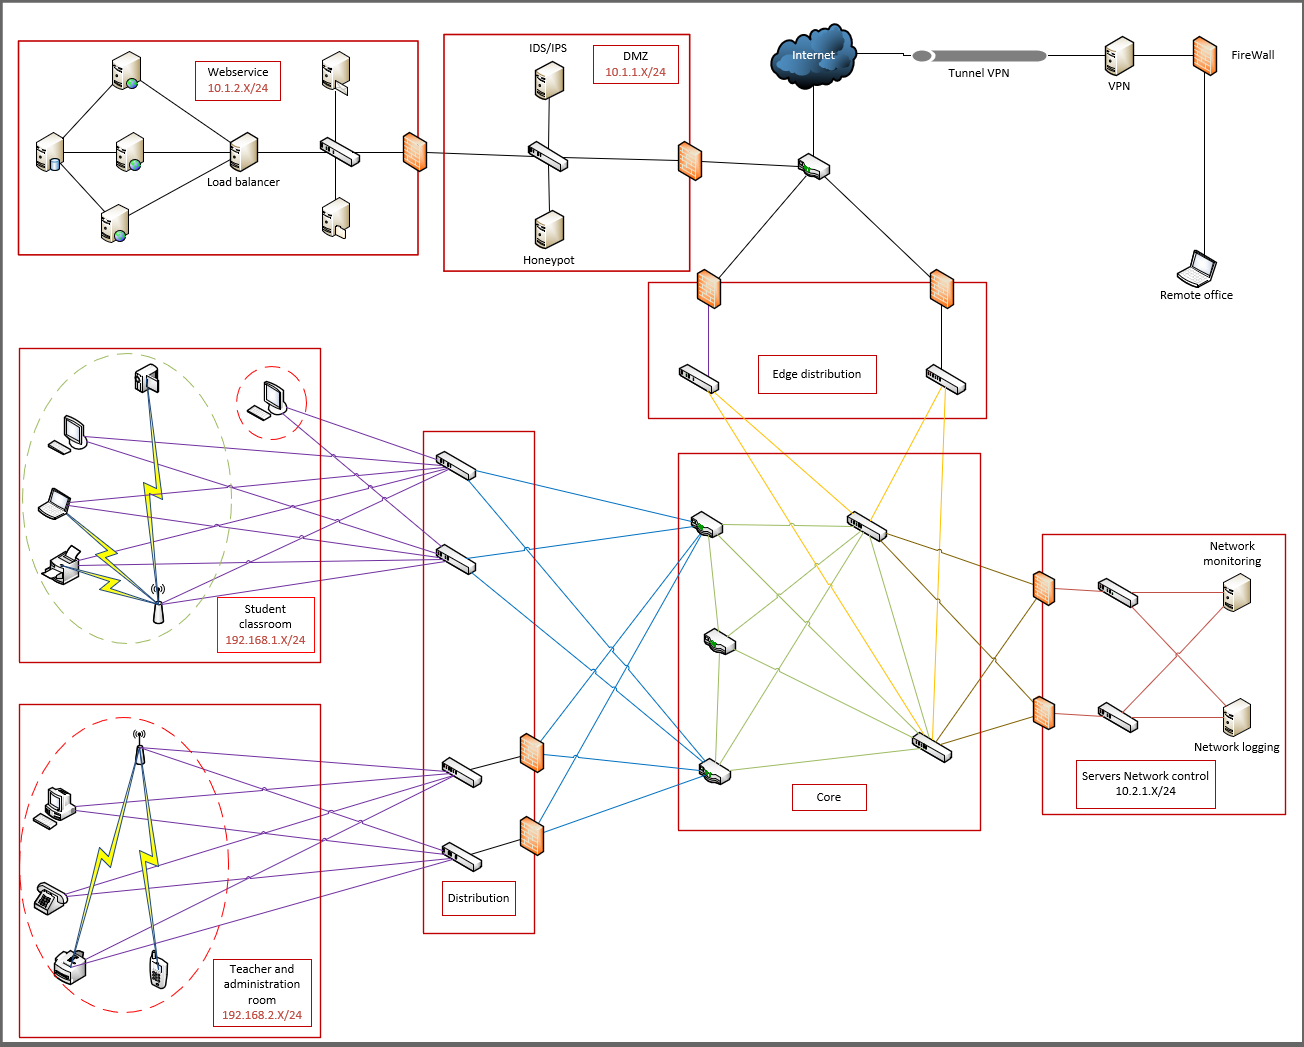 IDS/IPS
DMZ
10.1.1.X/24
Webservice
10.1.2.X/24
Load balancer
Honeypot
Internet
Tunnel VPN
VPN
FireWall
Remote office
Edge distribution
Student
classroom
192.168.1.X/24
Network
monitoring
Network logging
Servers Network control
10.2.1.X/24
Core
Distribution
Teacher and
administration
room
192.168.2.X/24